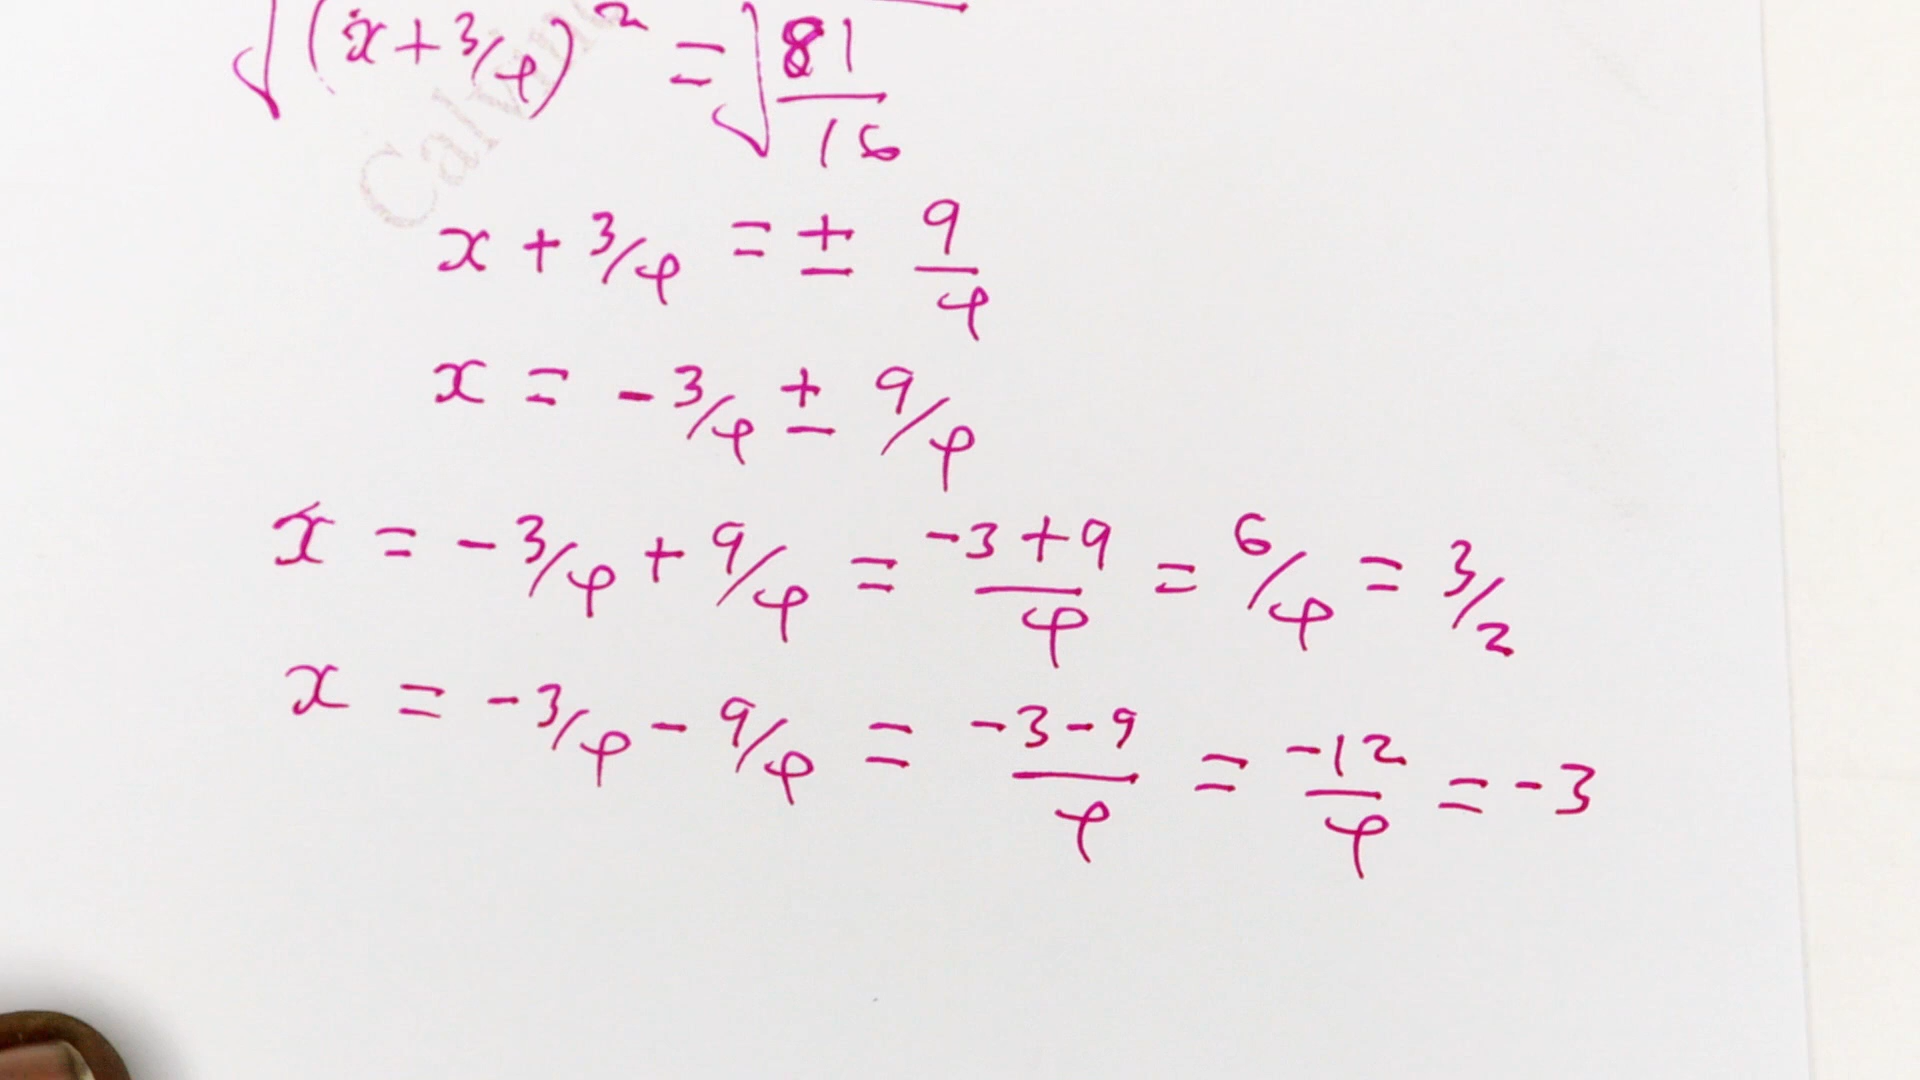 √(x + 3/4)² = √81/16
Calvin
x + 3/4 = ± 9/4
x = -3/4 ± 9/4
x = -3/4 + 9/4 = -3+9/4 = 6/4 = 3/2
x = -3/4 - 9/4 = -3-9/4 = -12/4 = -3